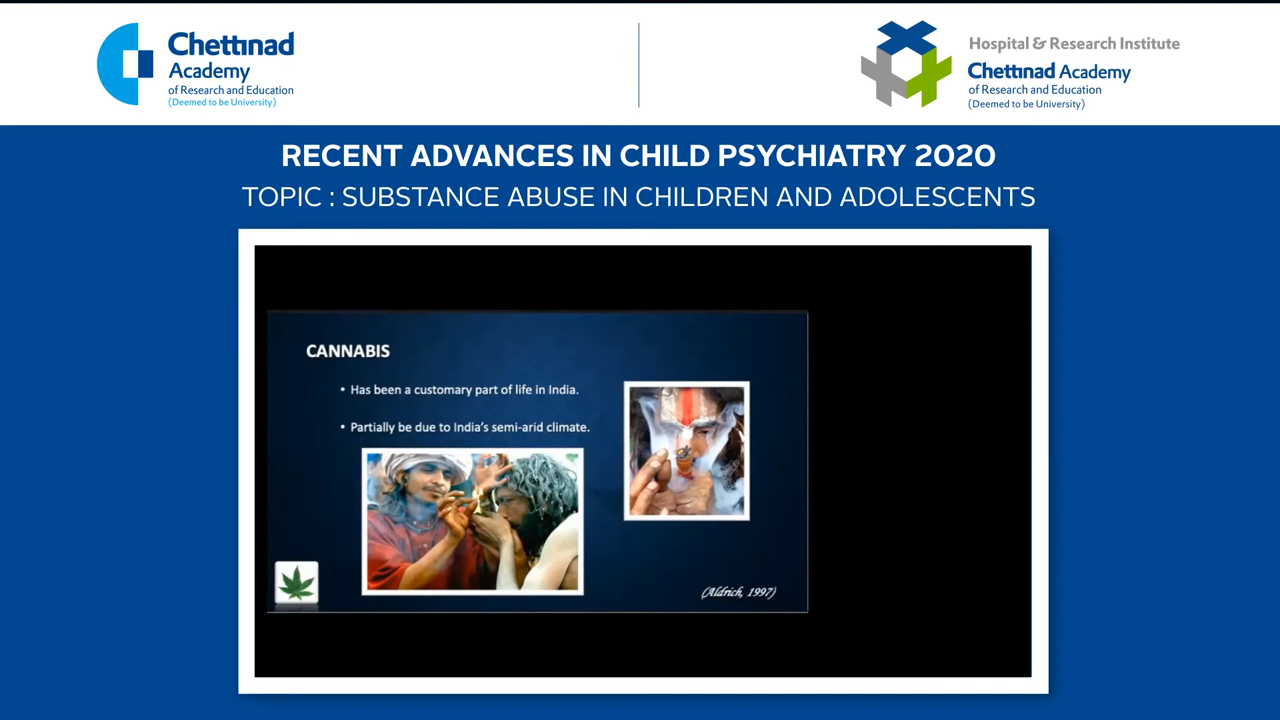 Chettinad
Academy
of Research and Education
(Deemed to be University)
Hospital & Research Institute
Chettinad Academy
of Research and Education
(Deemed to be University)
RECENT ADVANCES IN CHILD PSYCHIATRY 2020
TOPIC : SUBSTANCE ABUSE IN CHILDREN AND ADOLESCENTS
CANNABIS
• Has been a customary part of life in India.
• Partially be due to India's semi-arid climate.
(Aldrich, 1997)